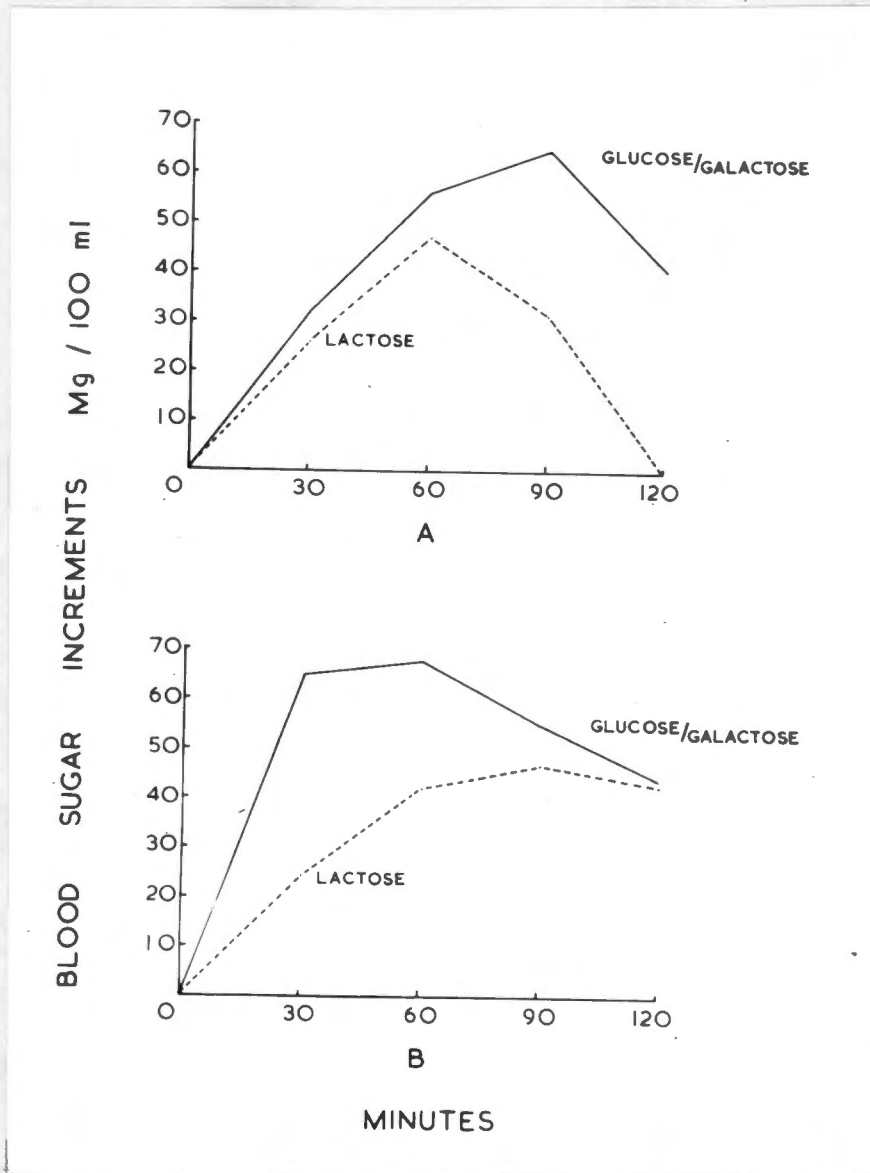 BLOOD SUGAR INCREMENTS Mg / 100 ml
70
60
50
40
30
20
10
0 30 60 90 120
GLUCOSE/GALACTOSE
LACTOSE
A
70
60
50
40
30
20
10
0 30 60 90 120
GLUCOSE/GALACTOSE
LACTOSE
B
MINUTES